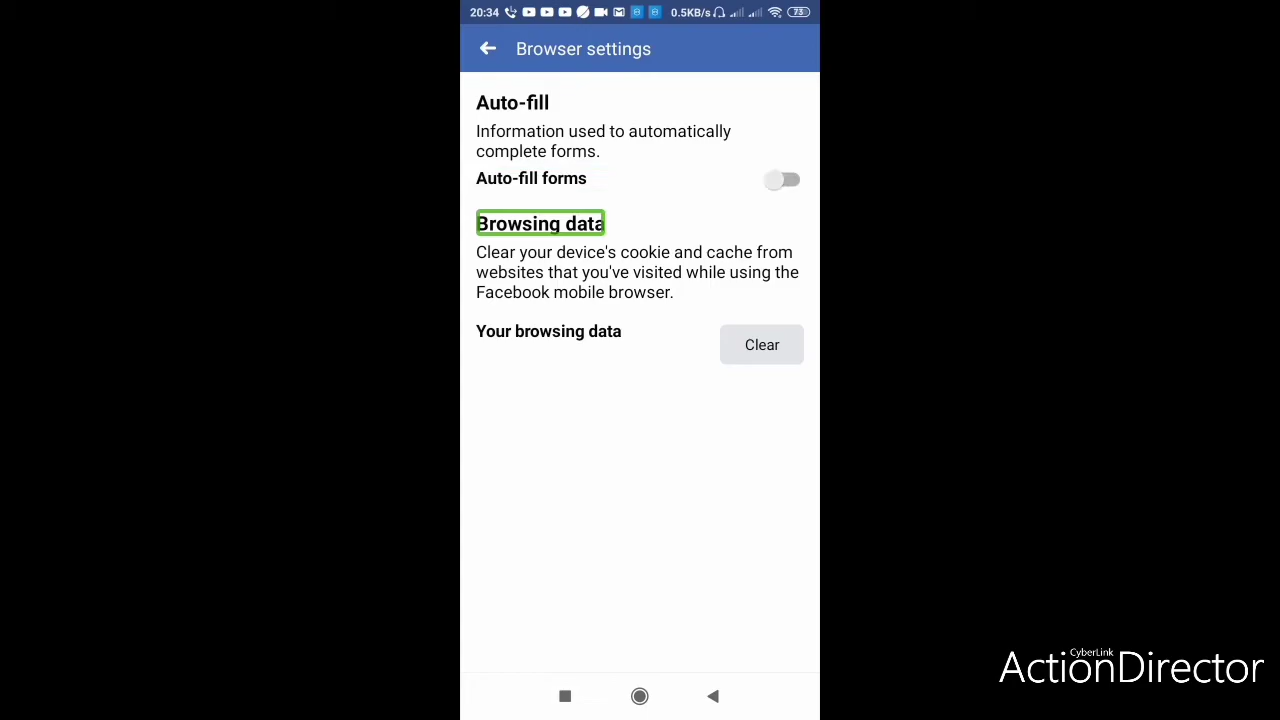 20:34 0.5KB/s 73
Browser settings
Auto-fill
Information used to automatically
complete forms.
Auto-fill forms
Browsing data
Clear your device's cookie and cache from
websites that you've visited while using the
Facebook mobile browser.
Your browsing data
Clear
CyberLink
ActionDirector